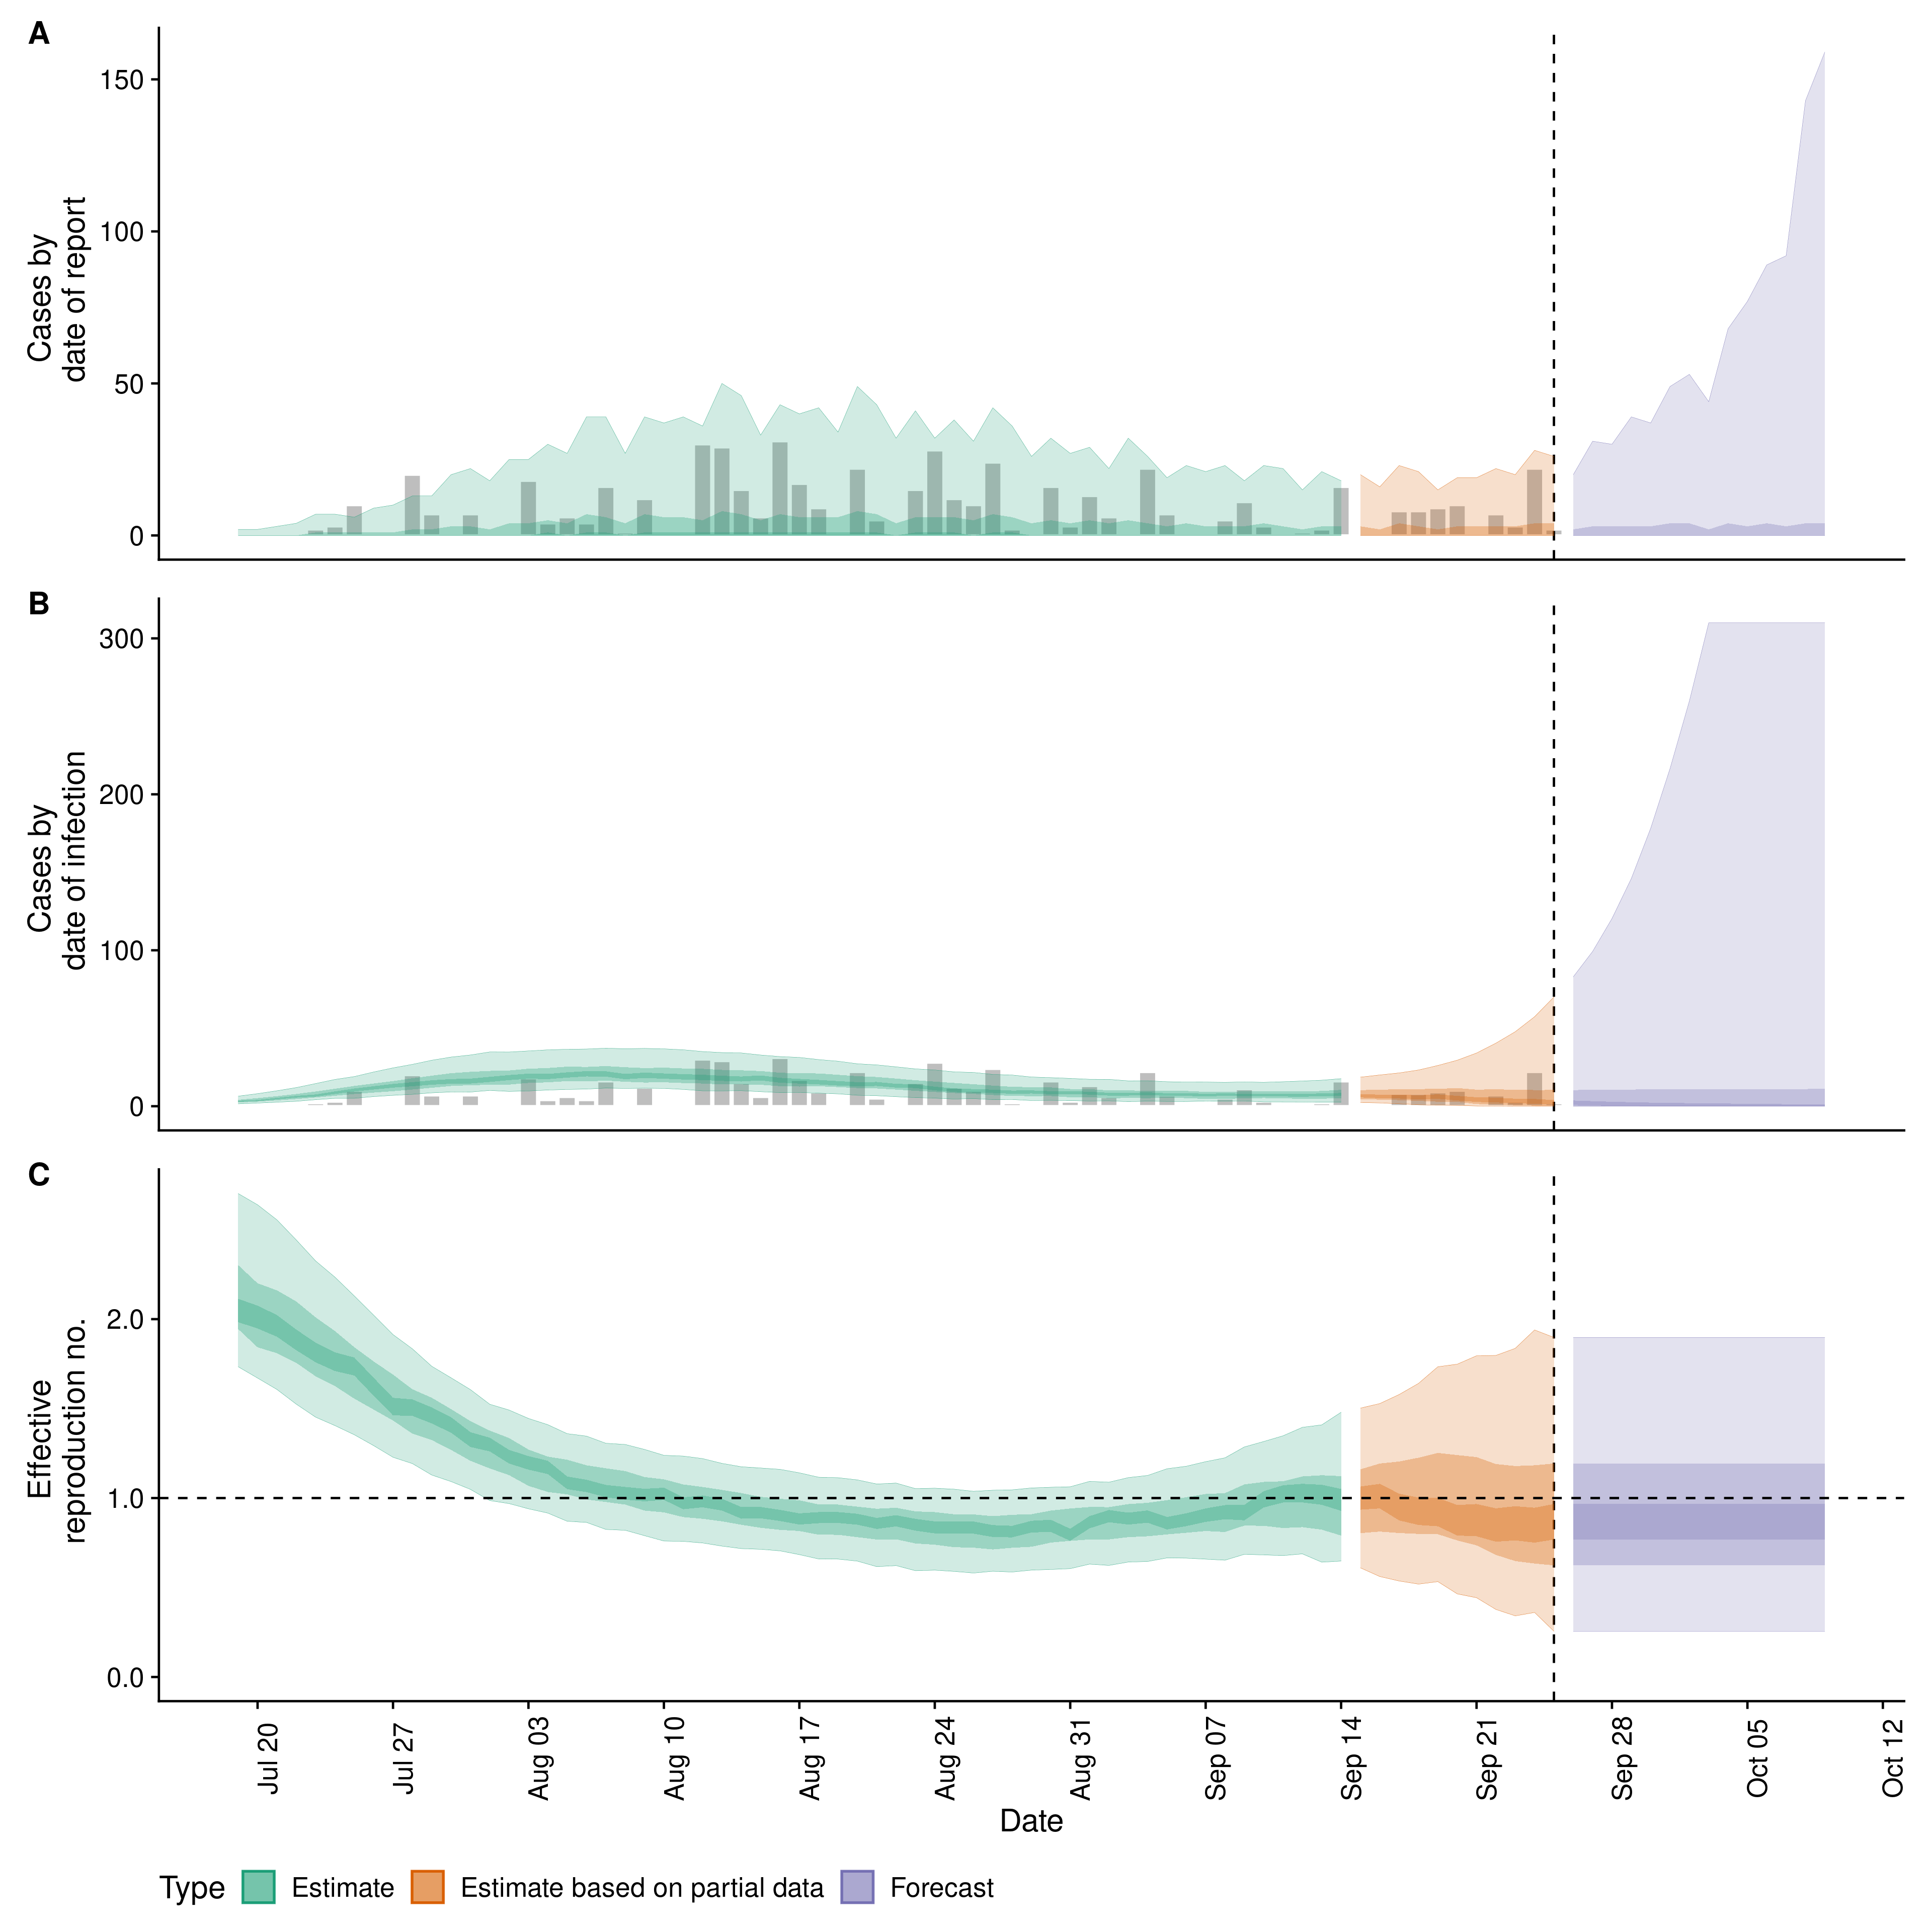 A
150
100
50
0
Cases by
date of report
B
300
200
100
0
Cases by
date of infection
C
2.0
1.0
0.0
Effective
reproduction no.
Jul 20
Jul 27
Aug 03
Aug 10
Aug 17
Aug 24
Aug 31
Sep 07
Sep 14
Sep 21
Sep 28
Oct 05
Oct 12
Date
Type Estimate Estimate based on partial data Forecast